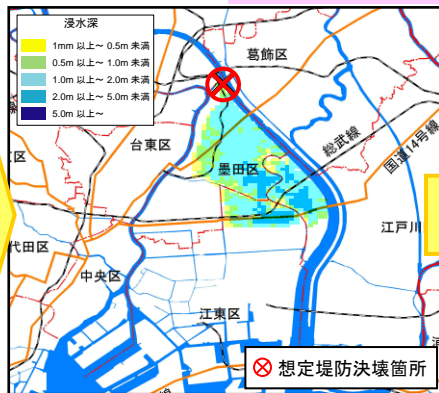 浸水深
1mm 以上～ 0.5m 未満
0.5m 以上～ 1.0m 未満
1.0m 以上～ 2.0m 未満
2.0m 以上～ 5.0m 未満
5.0m 以上～
葛飾区
台東区
総武線
国道14号線
墨田区
区
江戸川
代田区
中央区
江東区
想定堤防決壊箇所